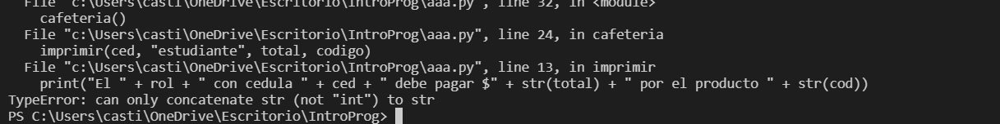 File "c:\Users\casti\OneDrive\Escritorio\IntroProg\aaa.py", line 32, in <module>
cafeteria()
File "c:\Users\casti\OneDrive\Escritorio\IntroProg\aaa.py", line 24, in cafeteria
imprimir(ced, "estudiante", total, codigo)
File "c:\Users\casti\OneDrive\Escritorio\IntroProg\aaa.py", line 13, in imprimir
print("El " + rol + " con cedula " + ced + " debe pagar $" + str(total) + " por el producto " + str(cod))
TypeError: can only concatenate str (not "int") to str
PS C:\Users\casti\OneDrive\Escritorio\IntroProg>